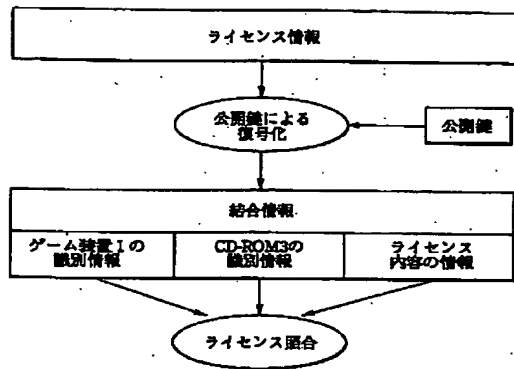 ライセンス情報
公開鍵による
復号化
公開鍵
結合情報
ゲーム装置1の
識別情報
CD-ROM3の
識別情報
ライセンス
内容の情報
ライセンス照合